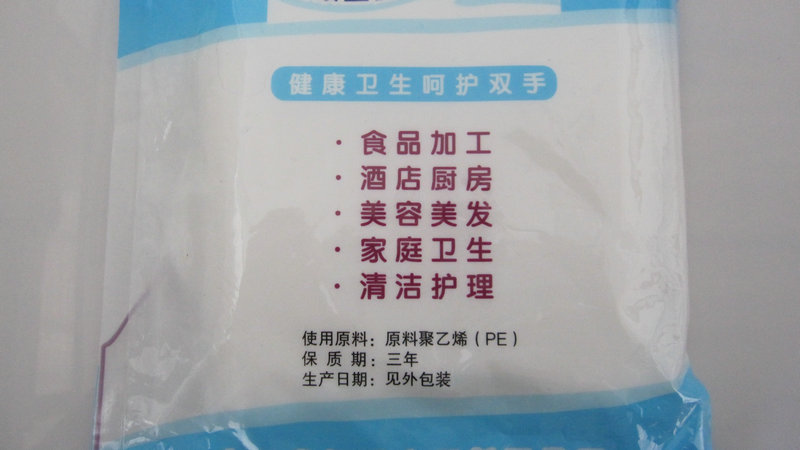 健康卫生呵护双手
· 食品加工
· 酒店厨房
· 美容美发
· 家庭卫生
· 清洁护理
使用原料：原料聚乙烯（PE）
保 质 期：三年
生产日期：见外包装